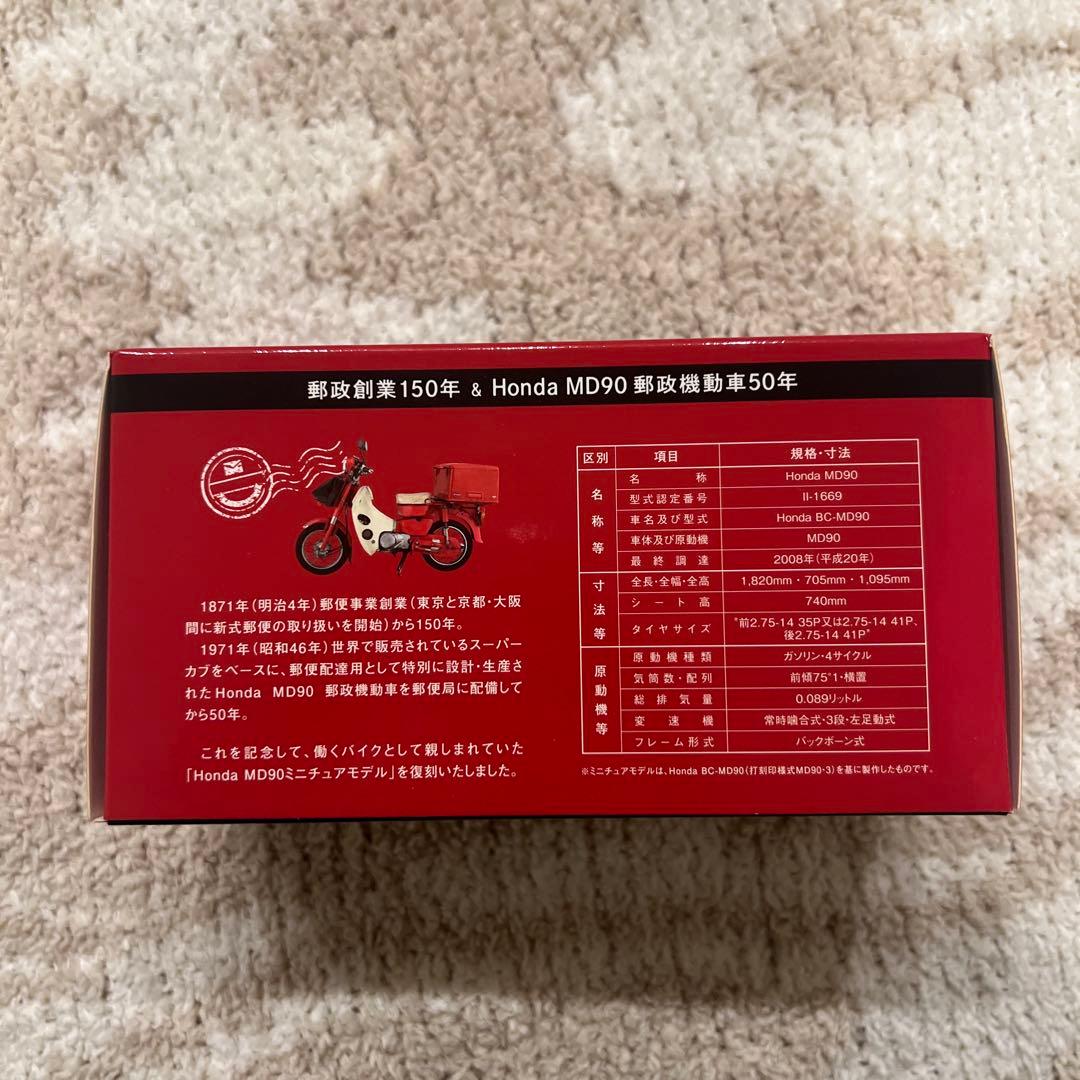 郵政創業150年 & Honda MD90 郵政機動車50年
1871年(明治4年)郵便事業創業(東京と京都・大阪
間に新式郵便の取り扱いを開始)から150年。
1971年(昭和46年)世界で販売されているスーパー
カブをベースに、郵便配達用として特別に設計・生産さ
れたHonda MD90 郵政機動車を郵便局に配備して
から50年。
これを記念して、働くバイクとして親しまれていた
「Honda MD90ミニチュアモデル」を復刻いたしました。
区別 項目 規格・寸法
名称等
名称 Honda MD90
型式認定番号 II-1669
車名及び型式 Honda BC-MD90
車体及び原動機 MD90
最終調達 2008年(平成20年)
寸法等
全長・全幅・全高 1,820mm・705mm・1,095mm
シート高 740mm
タイヤサイズ "前2.75-14 35P又は2.75-14 41P、
後2.75-14 41P"
原動機等
原動機種類 ガソリン・4サイクル
気筒数・配列 前傾75°1・横置
総排気量 0.089リットル
変速機 常時噛合式・3段・左足動式
フレーム形式 バックボーン式
※ミニチュアモデルは、Honda BC-MD90(打刻印様式MD90-3)を基に製作したものです。